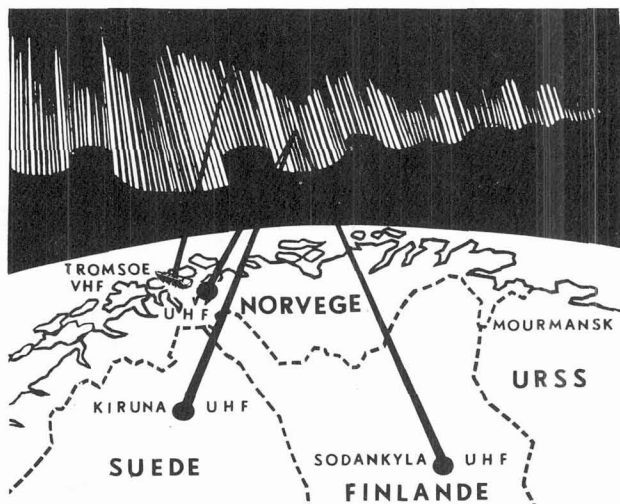 TROMSOE
VHF
UHF
NORVEGE
MOURMANSK
URSS
KIRUNA UHF
SUEDE
SODANKYLA UHF
FINLANDE